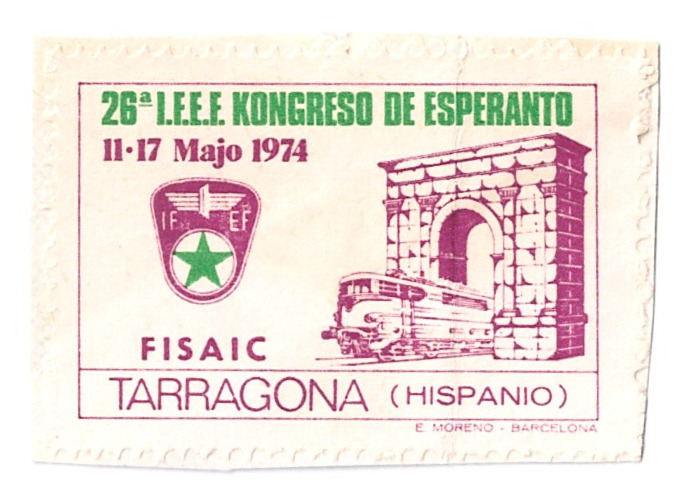 26ª I.F.E.F. KONGRESO DE ESPERANTO
11-17 Majo 1974
IF EF
FISAIC
TARRAGONA (HISPANIO)
E. MORENO - BARCELONA